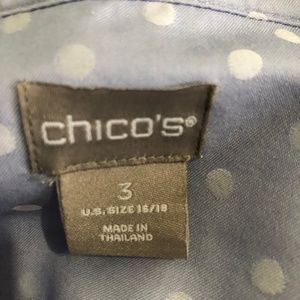 chico's®
3
U.S. SIZE 16/18
MADE IN
THAILAND